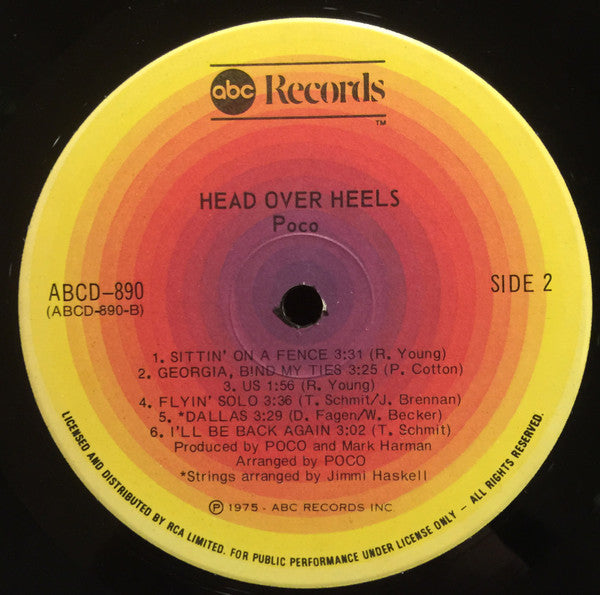 abc Records
TM
HEAD OVER HEELS
Poco
ABCD-890
(ABCD-890-B)
SIDE 2
1. SITTIN' ON A FENCE 3:31 (R. Young)
2. GEORGIA, BIND MY TIES 3:25 (P. Cotton)
3. US 1:56 (R. Young)
4. FLYIN' SOLO 3:36 (T. Schmit/J. Brennan)
5. *DALLAS 3:29 (D. Fagen/W. Becker)
6. I'LL BE BACK AGAIN 3:02 (T. Schmit)
Produced by POCO and Mark Harman
Arranged by POCO
*Strings arranged by Jimmi Haskell
℗ 1975 - ABC RECORDS INC.
LICENSED AND DISTRIBUTED BY RCA LIMITED. FOR PUBLIC PERFORMANCE UNDER LICENSE ONLY - ALL RIGHTS RESERVED.